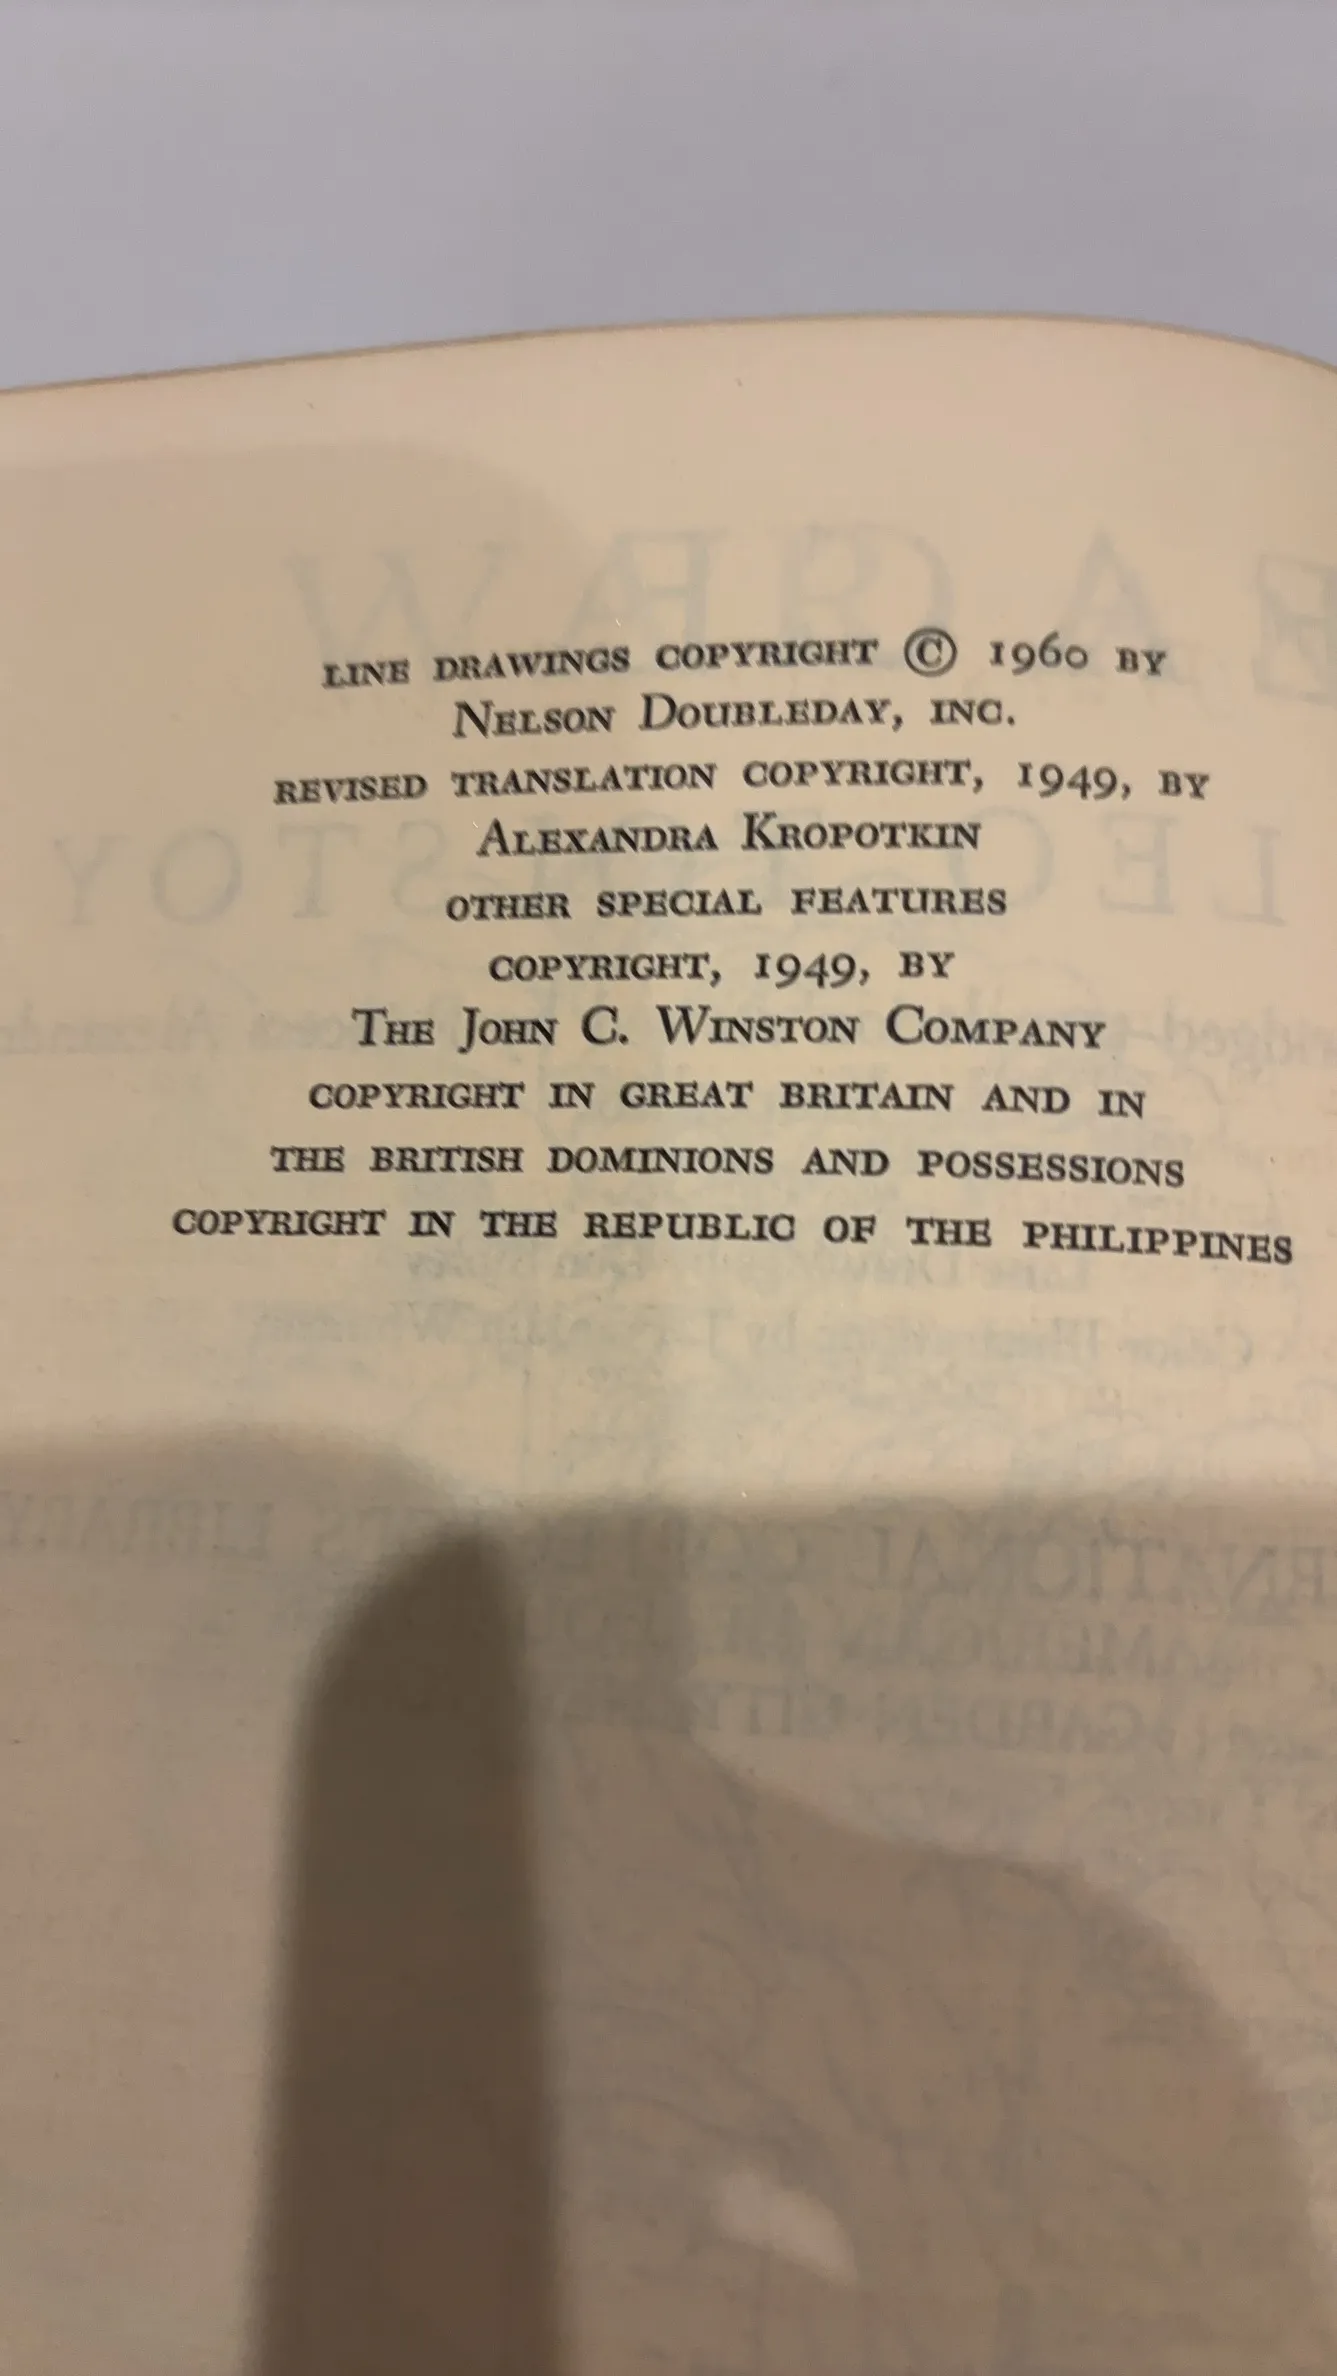 LINE DRAWINGS COPYRIGHT © 1960 BY
NELSON DOUBLEDAY, INC.
REVISED TRANSLATION COPYRIGHT, 1949, BY
ALEXANDRA KROPOTKIN
OTHER SPECIAL FEATURES
COPYRIGHT, 1949, BY
THE JOHN C. WINSTON COMPANY
COPYRIGHT IN GREAT BRITAIN AND IN
THE BRITISH DOMINIONS AND POSSESSIONS
COPYRIGHT IN THE REPUBLIC OF THE PHILIPPINES